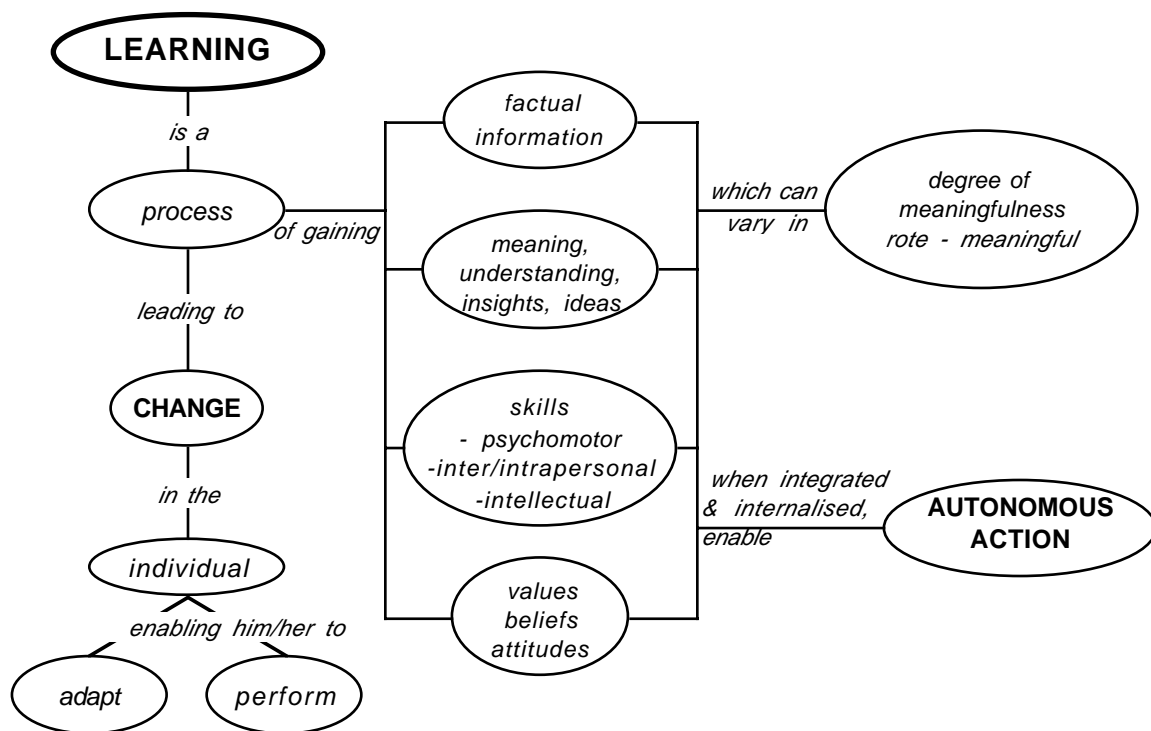 LEARNING
is a
process
of gaining
leading to
CHANGE
in the
individual
enabling him/her to
adapt
perform
factual
information
meaning,
understanding,
insights, ideas
skills
- psychomotor
-inter/intrapersonal
-intellectual
values
beliefs
attitudes
which can
vary in
degree of
meaningfulness
rote - meaningful
when integrated
& internalised,
enable
AUTONOMOUS
ACTION